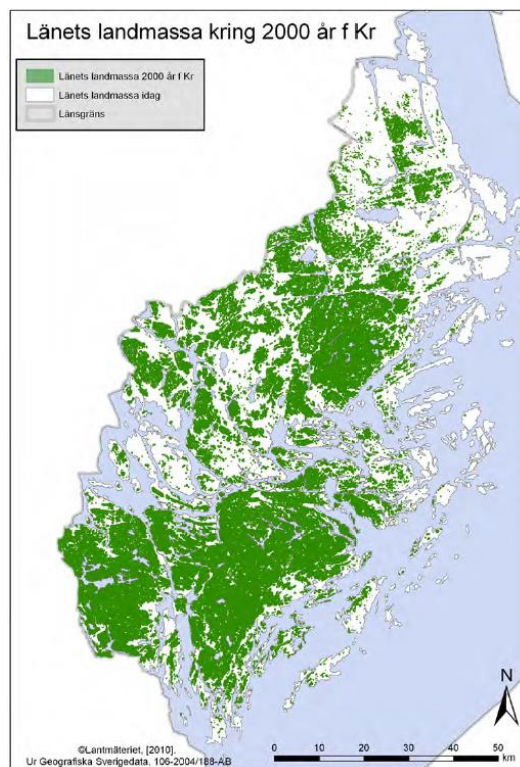 Länets landmassa kring 2000 år f Kr
Länets landmassa 2000 år f Kr
Länets landmassa idag
Länsgräns
N
©Lantmäteriet, [2010].
Ur Geografiska Sverigedata, 106-2004/188-AB
0 10 20 30 40 50
km